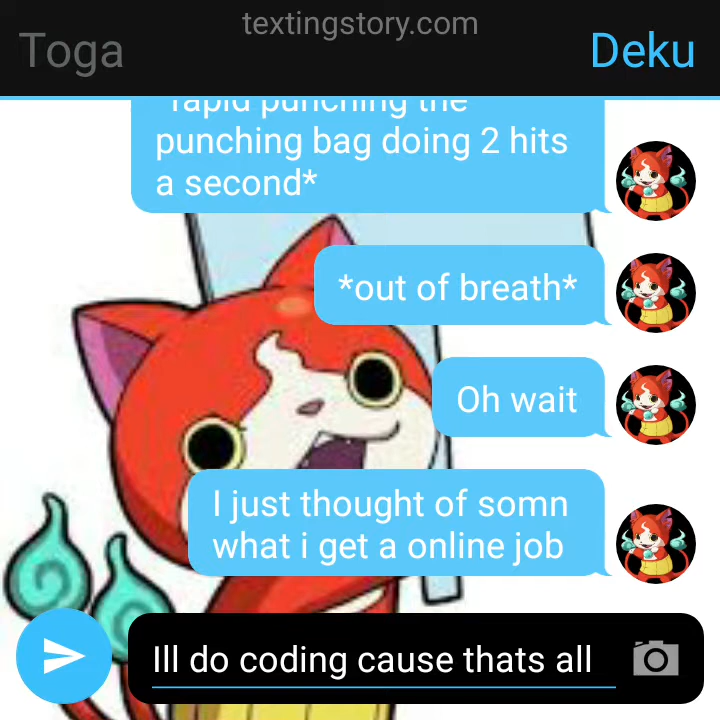 textingstory.com
Toga
Deku
rapid punching the
punching bag doing 2 hits
a second*
*out of breath*
Oh wait
I just thought of somn
what i get a online job
Ill do coding cause thats all